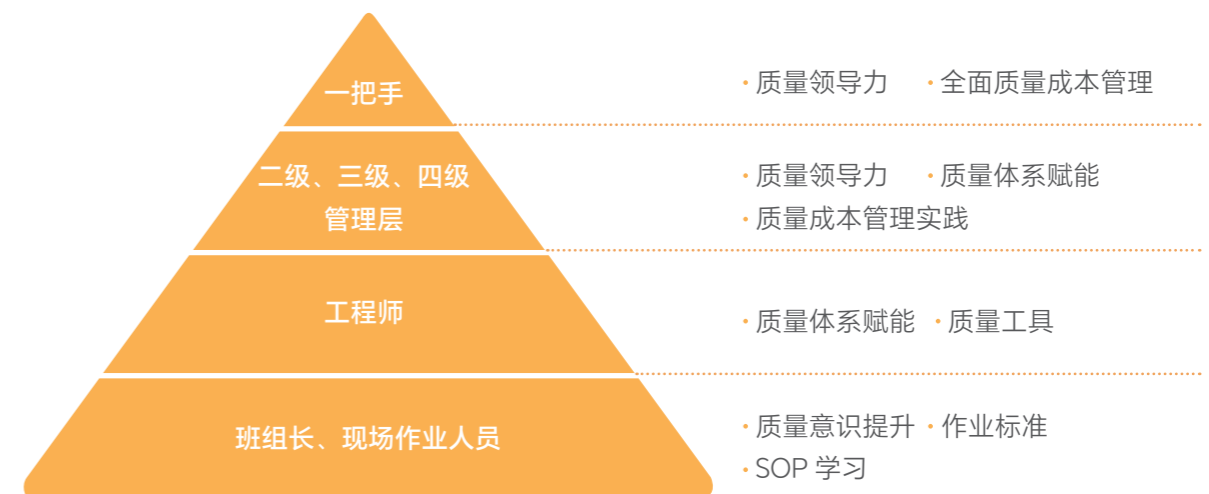 一把手
· 质量领导力 · 全面质量成本管理
二级、三级、四级
管理层
· 质量领导力 · 质量体系赋能
· 质量成本管理实践
工程师
· 质量体系赋能 · 质量工具
班组长、现场作业人员
· 质量意识提升 · 作业标准
· SOP 学习